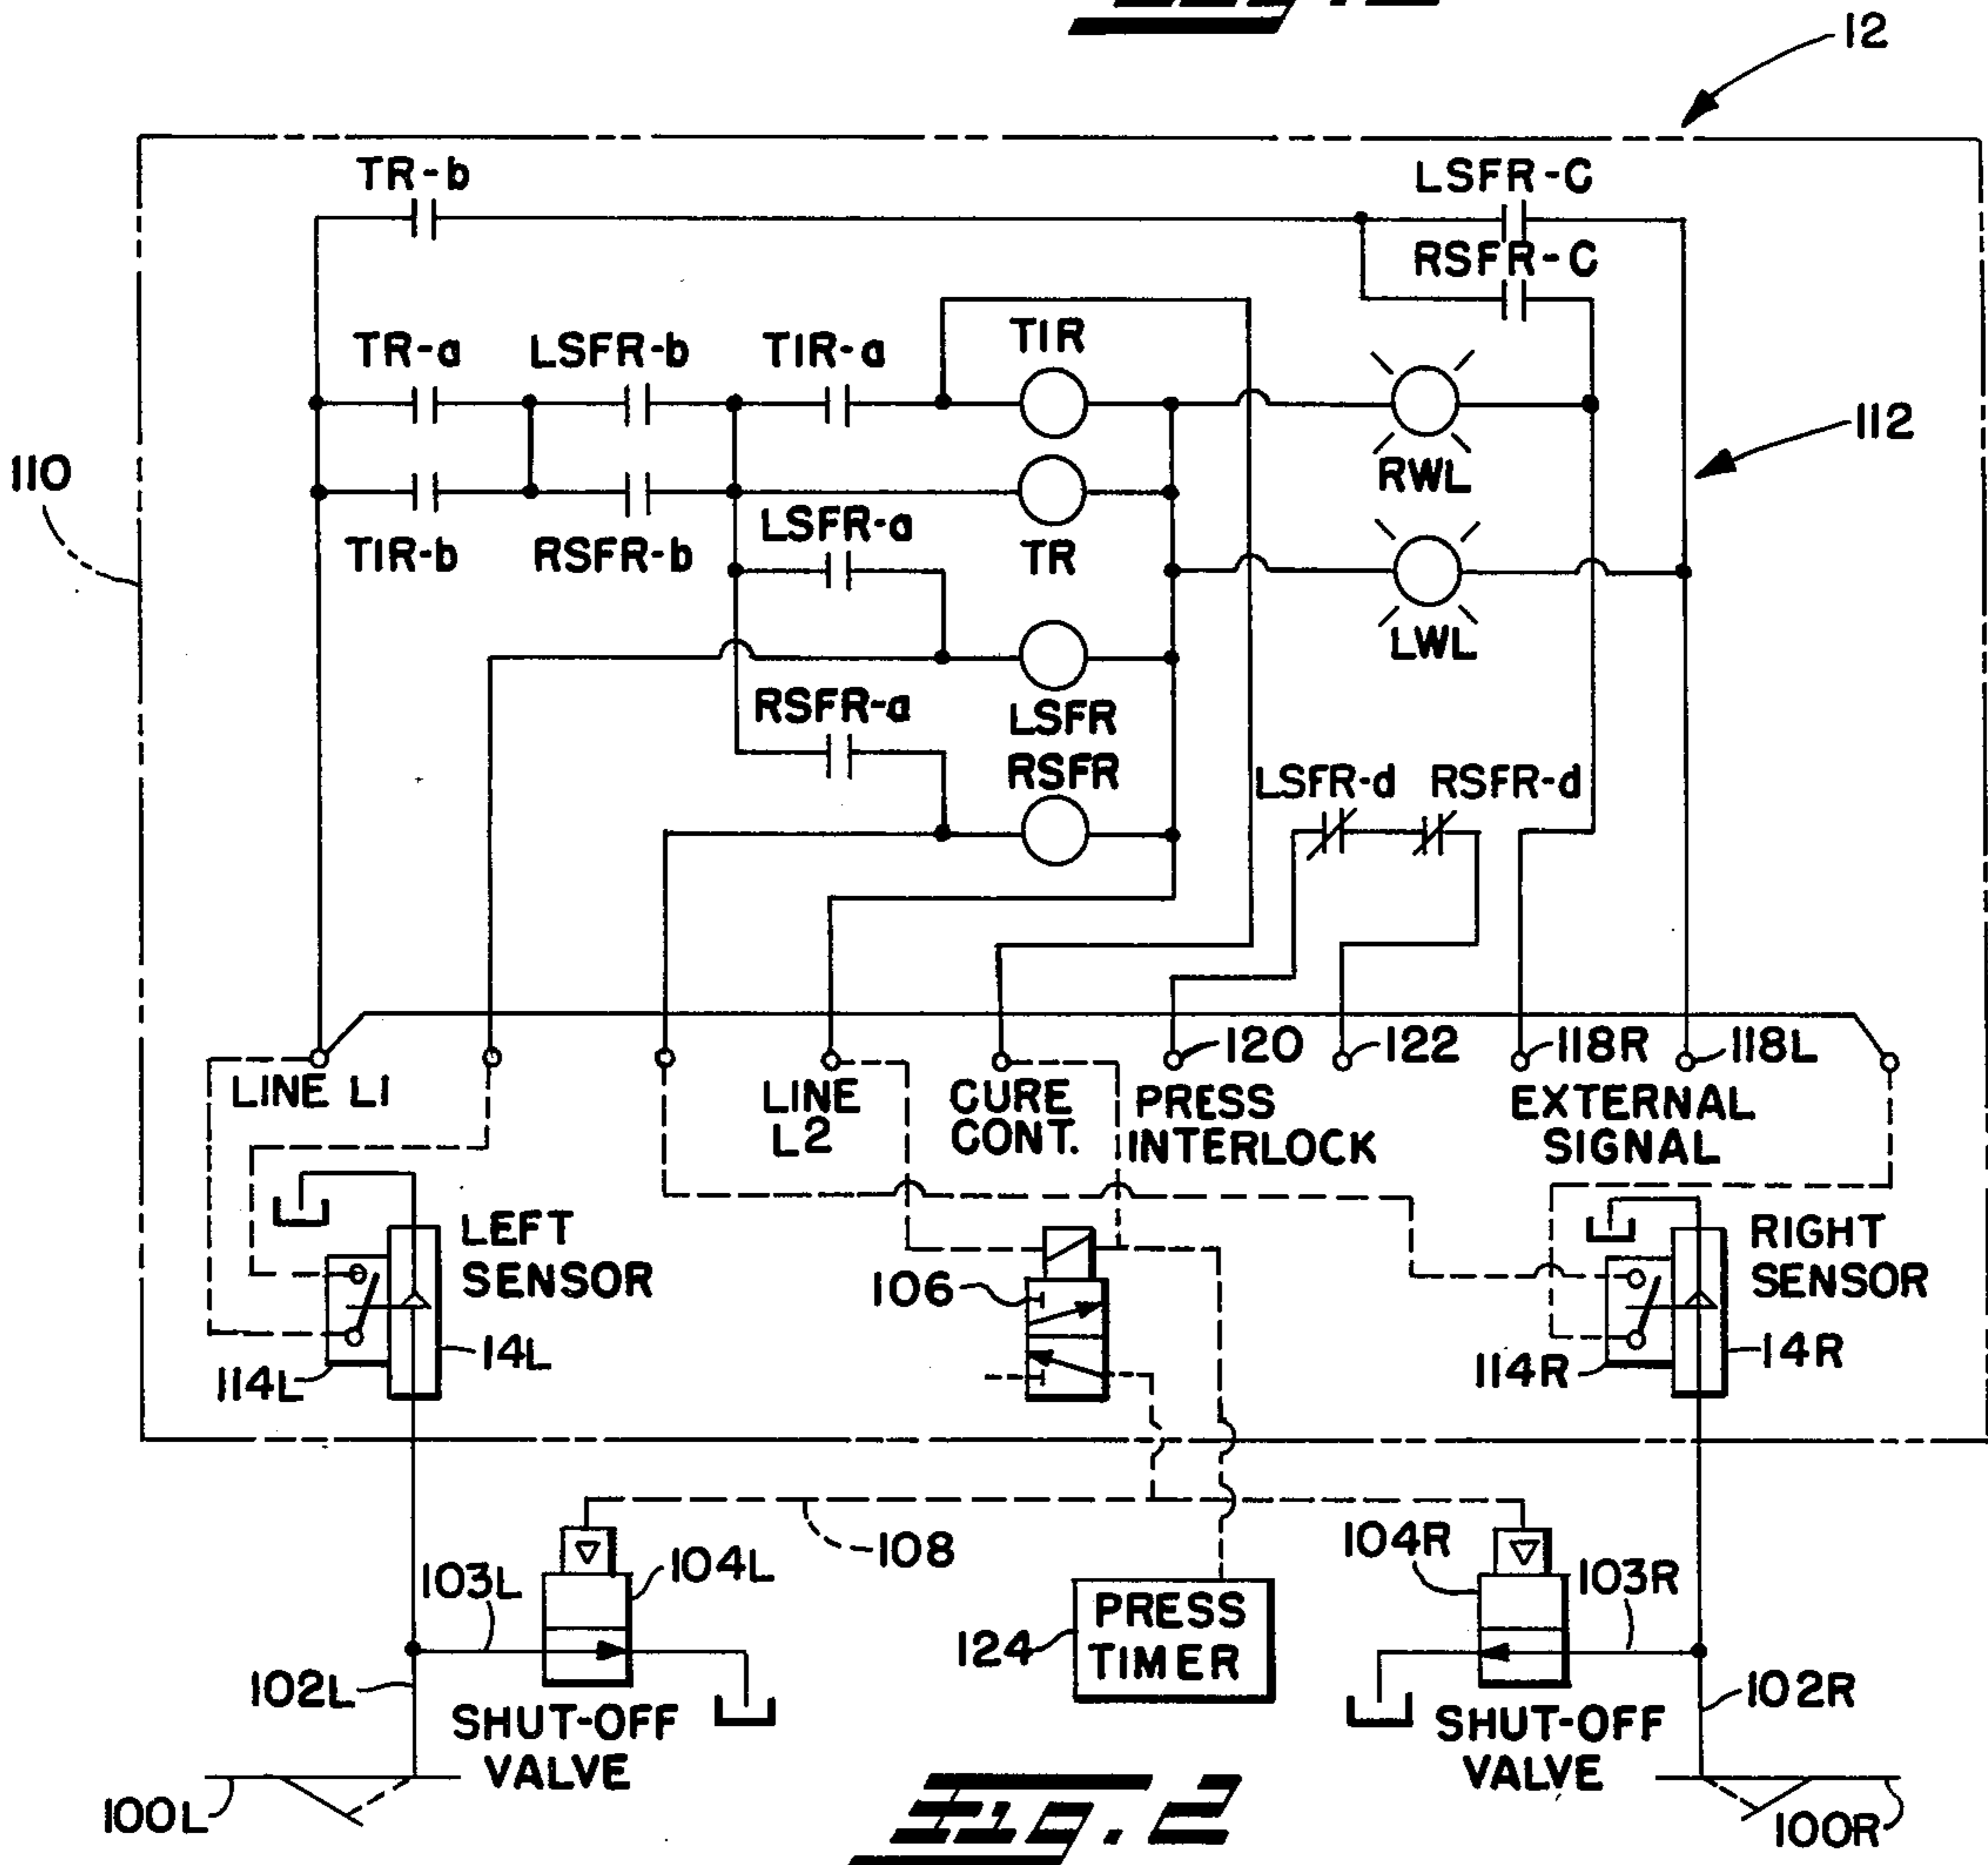 12
TR-b
LSFR-C
RSFR-C
TR-a
LSFR-b
TIR-a
TIR
112
110
RWL
TIR-b
RSFR-b
LSFR-a
TR
LWL
RSFR-a
LSFR
RSFR
LSFR-d
RSFR-d
120
122
118R
118L
LINE L1
LINE
L2
CURE
CONT.
PRESS
INTERLOCK
EXTERNAL
SIGNAL
LEFT
SENSOR
RIGHT
SENSOR
106
114L
14L
114R
14R
108
103L
104L
104R
103R
PRESS
TIMER
124
102L
102R
SHUT-OFF
VALVE
SHUT-OFF
VALVE
100L
100R
Fig. 2